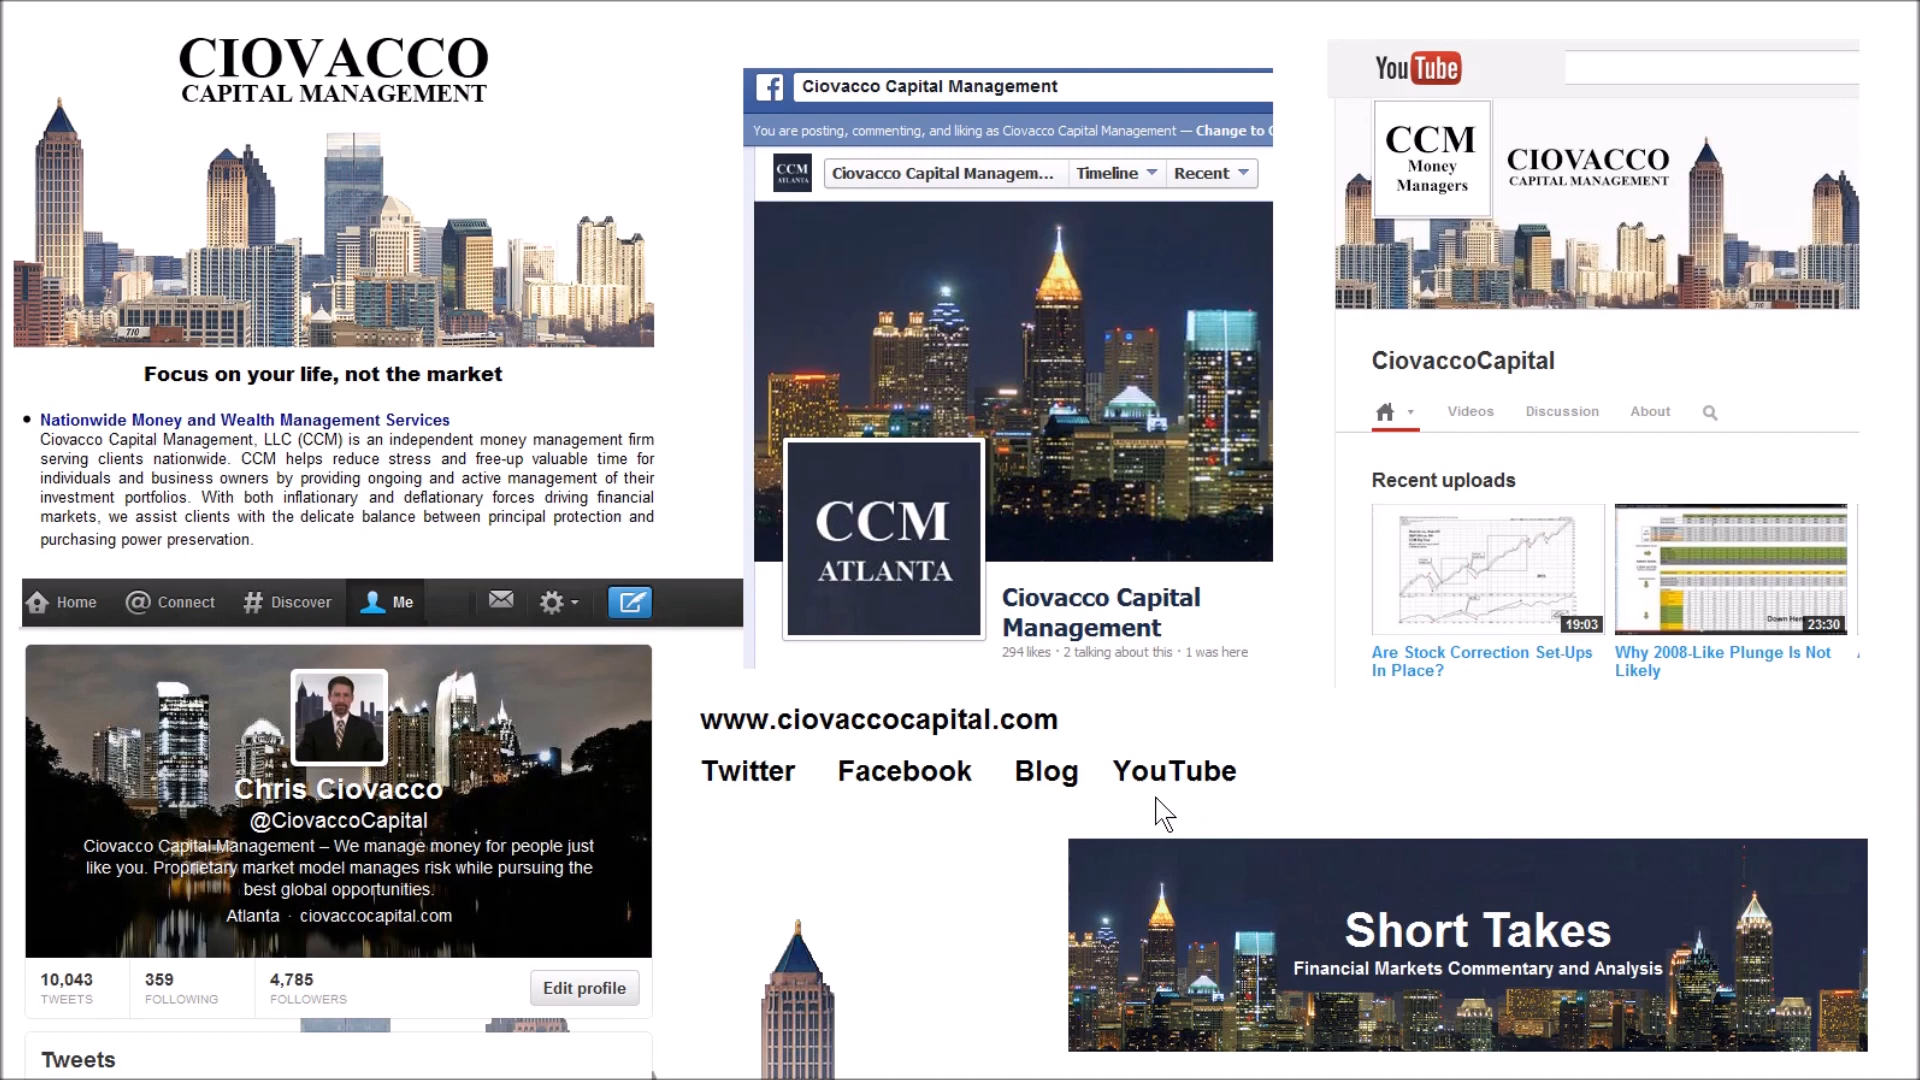 CIOVACCO
CAPITAL MANAGEMENT
710
Focus on your life, not the market
Nationwide Money and Wealth Management Services
Ciovacco Capital Management, LLC (CCM) is an independent money management firm
serving clients nationwide. CCM helps reduce stress and free-up valuable time for
individuals and business owners by providing ongoing and active management of their
investment portfolios. With both inflationary and deflationary forces driving financial
markets, we assist clients with the delicate balance between principal protection and
purchasing power preservation.
Home Connect Discover Me
Chris Ciovacco
@CiovaccoCapital
Ciovacco Capital Management – We manage money for people just
like you. Proprietary market model manages risk while pursuing the
best global opportunities.
Atlanta · ciovaccocapital.com
10,043 359 4,785
TWEETS FOLLOWING FOLLOWERS
Edit profile
Tweets
Ciovacco Capital Management
You are posting, commenting, and liking as Ciovacco Capital Management — Change to
CCM
ATLANTA
Ciovacco Capital Managem... Timeline Recent
CCM
ATLANTA
Ciovacco Capital
Management
294 likes · 2 talking about this · 1 was here
YouTube
CCM
Money
Managers
CIOVACCO
CAPITAL MANAGEMENT
CiovaccoCapital
Videos Discussion About
Recent uploads
19:03
Are Stock Correction Set-Ups
In Place?
23:30
Why 2008-Like Plunge Is Not
Likely
www.ciovaccocapital.com
Twitter Facebook Blog YouTube
Short Takes
Financial Markets Commentary and Analysis